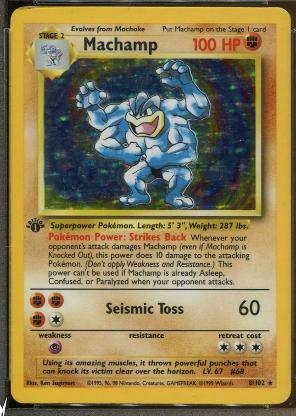 Evolves from Machoke Put Machamp on the Stage 1 card
STAGE 2
Machamp 100 HP
Superpower Pokémon. Length: 5' 3", Weight: 287 lbs.
Pokémon Power: Strikes Back Whenever your
opponent's attack damages Machamp (even if Machamp is
Knocked Out), this power does 10 damage to the attacking
Pokémon. (Don't apply Weakness and Resistance.) This
power can't be used if Machamp is already Asleep,
Confused, or Paralyzed when your opponent attacks.
Edition
1
Seismic Toss 60
weakness resistance retreat cost
Using its amazing muscles, it throws powerful punches that
can knock its victim clear over the horizon. LV. 67 #68
Illus. Ken Sugimori ©1995, 96, 98 Nintendo, Creatures, GAMEFREAK. ©1999 Wizards. 8/102 ★